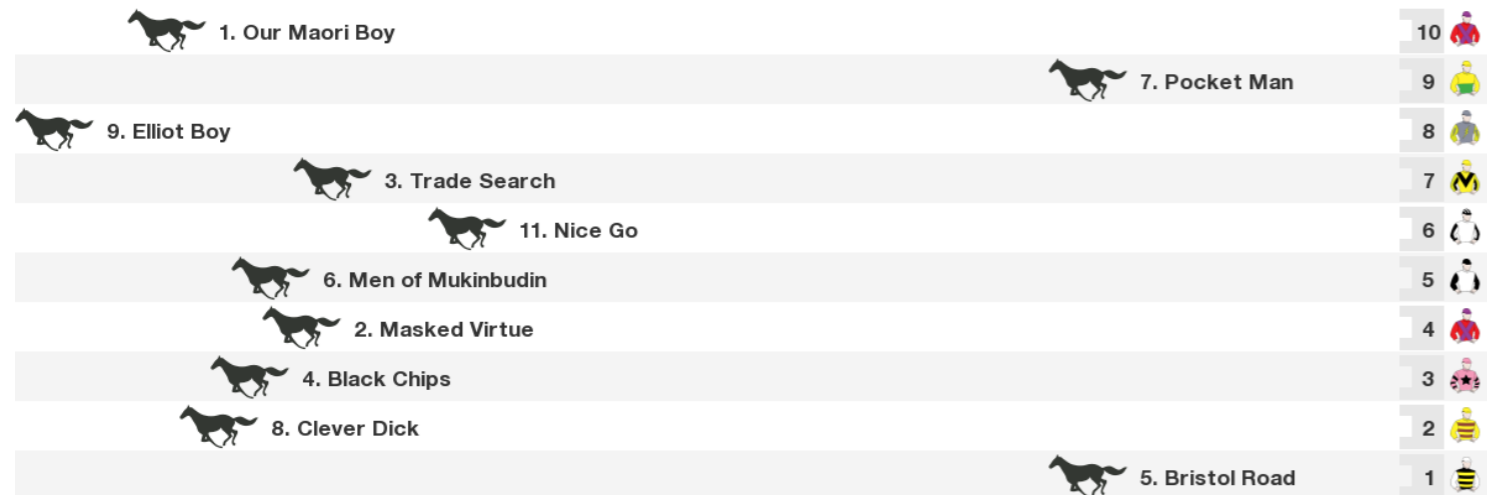 1. Our Maori Boy 10
7. Pocket Man 9
9. Elliot Boy 8
3. Trade Search 7
11. Nice Go 6
6. Men of Mukinbudin 5
2. Masked Virtue 4
4. Black Chips 3
8. Clever Dick 2
5. Bristol Road 1